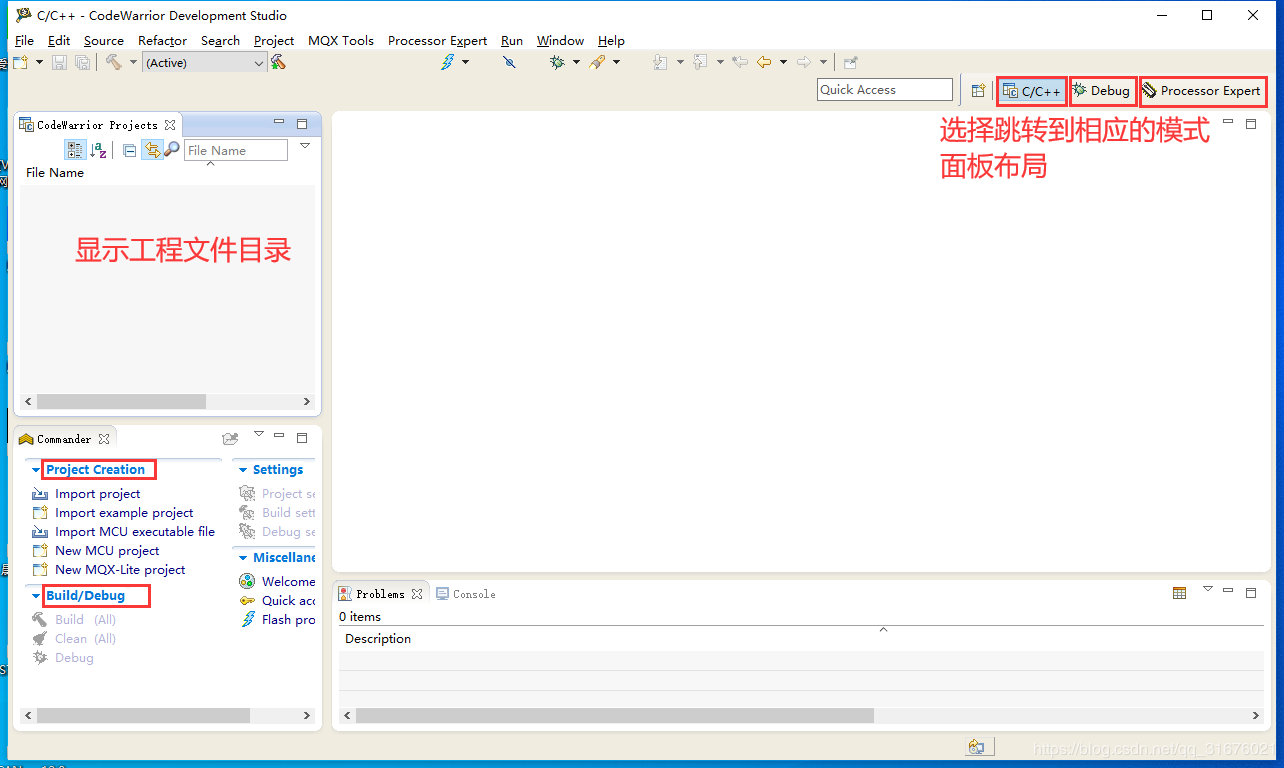 C/C++ - CodeWarrior Development Studio
File Edit Source Refactor Search Project MQX Tools Processor Expert Run Window Help
(Active)
Quick Access
C/C++ Debug Processor Expert
选择跳转到相应的模式
面板布局
CodeWarrior Projects
File Name
File Name
显示工程文件目录
Commander
Project Creation
Import project
Import example project
Import MCU executable file
New MCU project
New MQX-Lite project
Build/Debug
Build (All)
Clean (All)
Debug
Settings
Project se
Build sett
Debug se
Miscellane
Welcome
Quick acc
Flash pro
Problems Console
0 items
Description
https://blog.csdn.net/qq_31676021